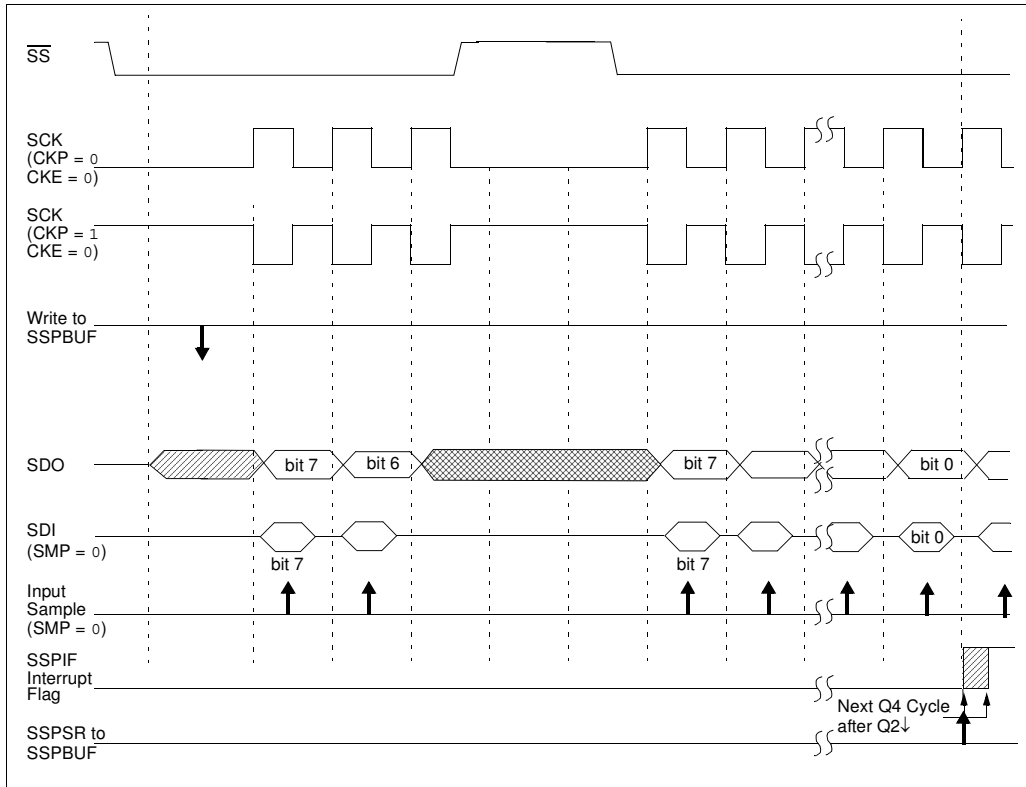 SS
SCK
(CKP = 0
CKE = 0)
SCK
(CKP = 1
CKE = 0)
Write to
SSPBUF
SDO
bit 7
bit 6
bit 7
bit 0
SDI
(SMP = 0)
bit 7
bit 7
bit 0
Input
Sample
(SMP = 0)
SSPIF
Interrupt
Flag
Next Q4 Cycle
after Q2↓
SSPSR to
SSPBUF